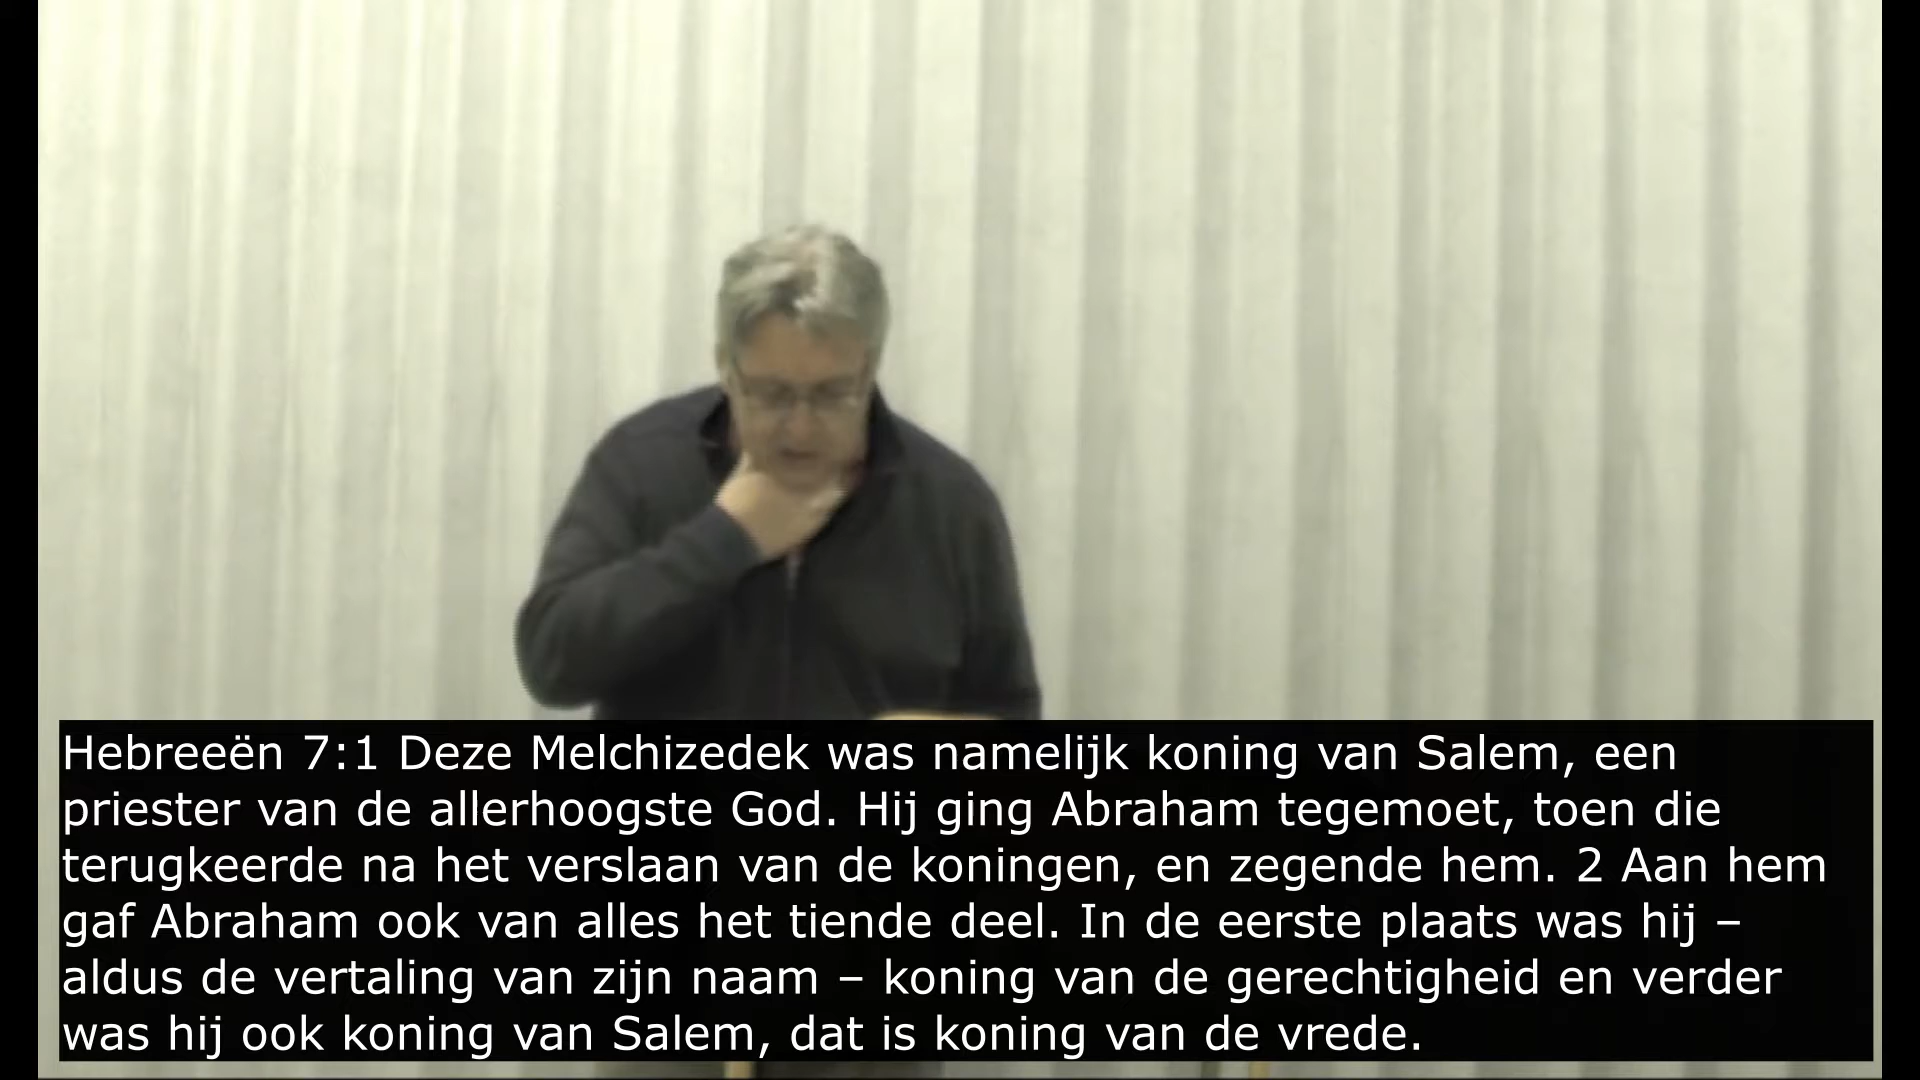 Hebreeën 7:1 Deze Melchizedek was namelijk koning van Salem, een
priester van de allerhoogste God. Hij ging Abraham tegemoet, toen die
terugkeerde na het verslaan van de koningen, en zegende hem. 2 Aan hem
gaf Abraham ook van alles het tiende deel. In de eerste plaats was hij –
aldus de vertaling van zijn naam – koning van de gerechtigheid en verder
was hij ook koning van Salem, dat is koning van de vrede.